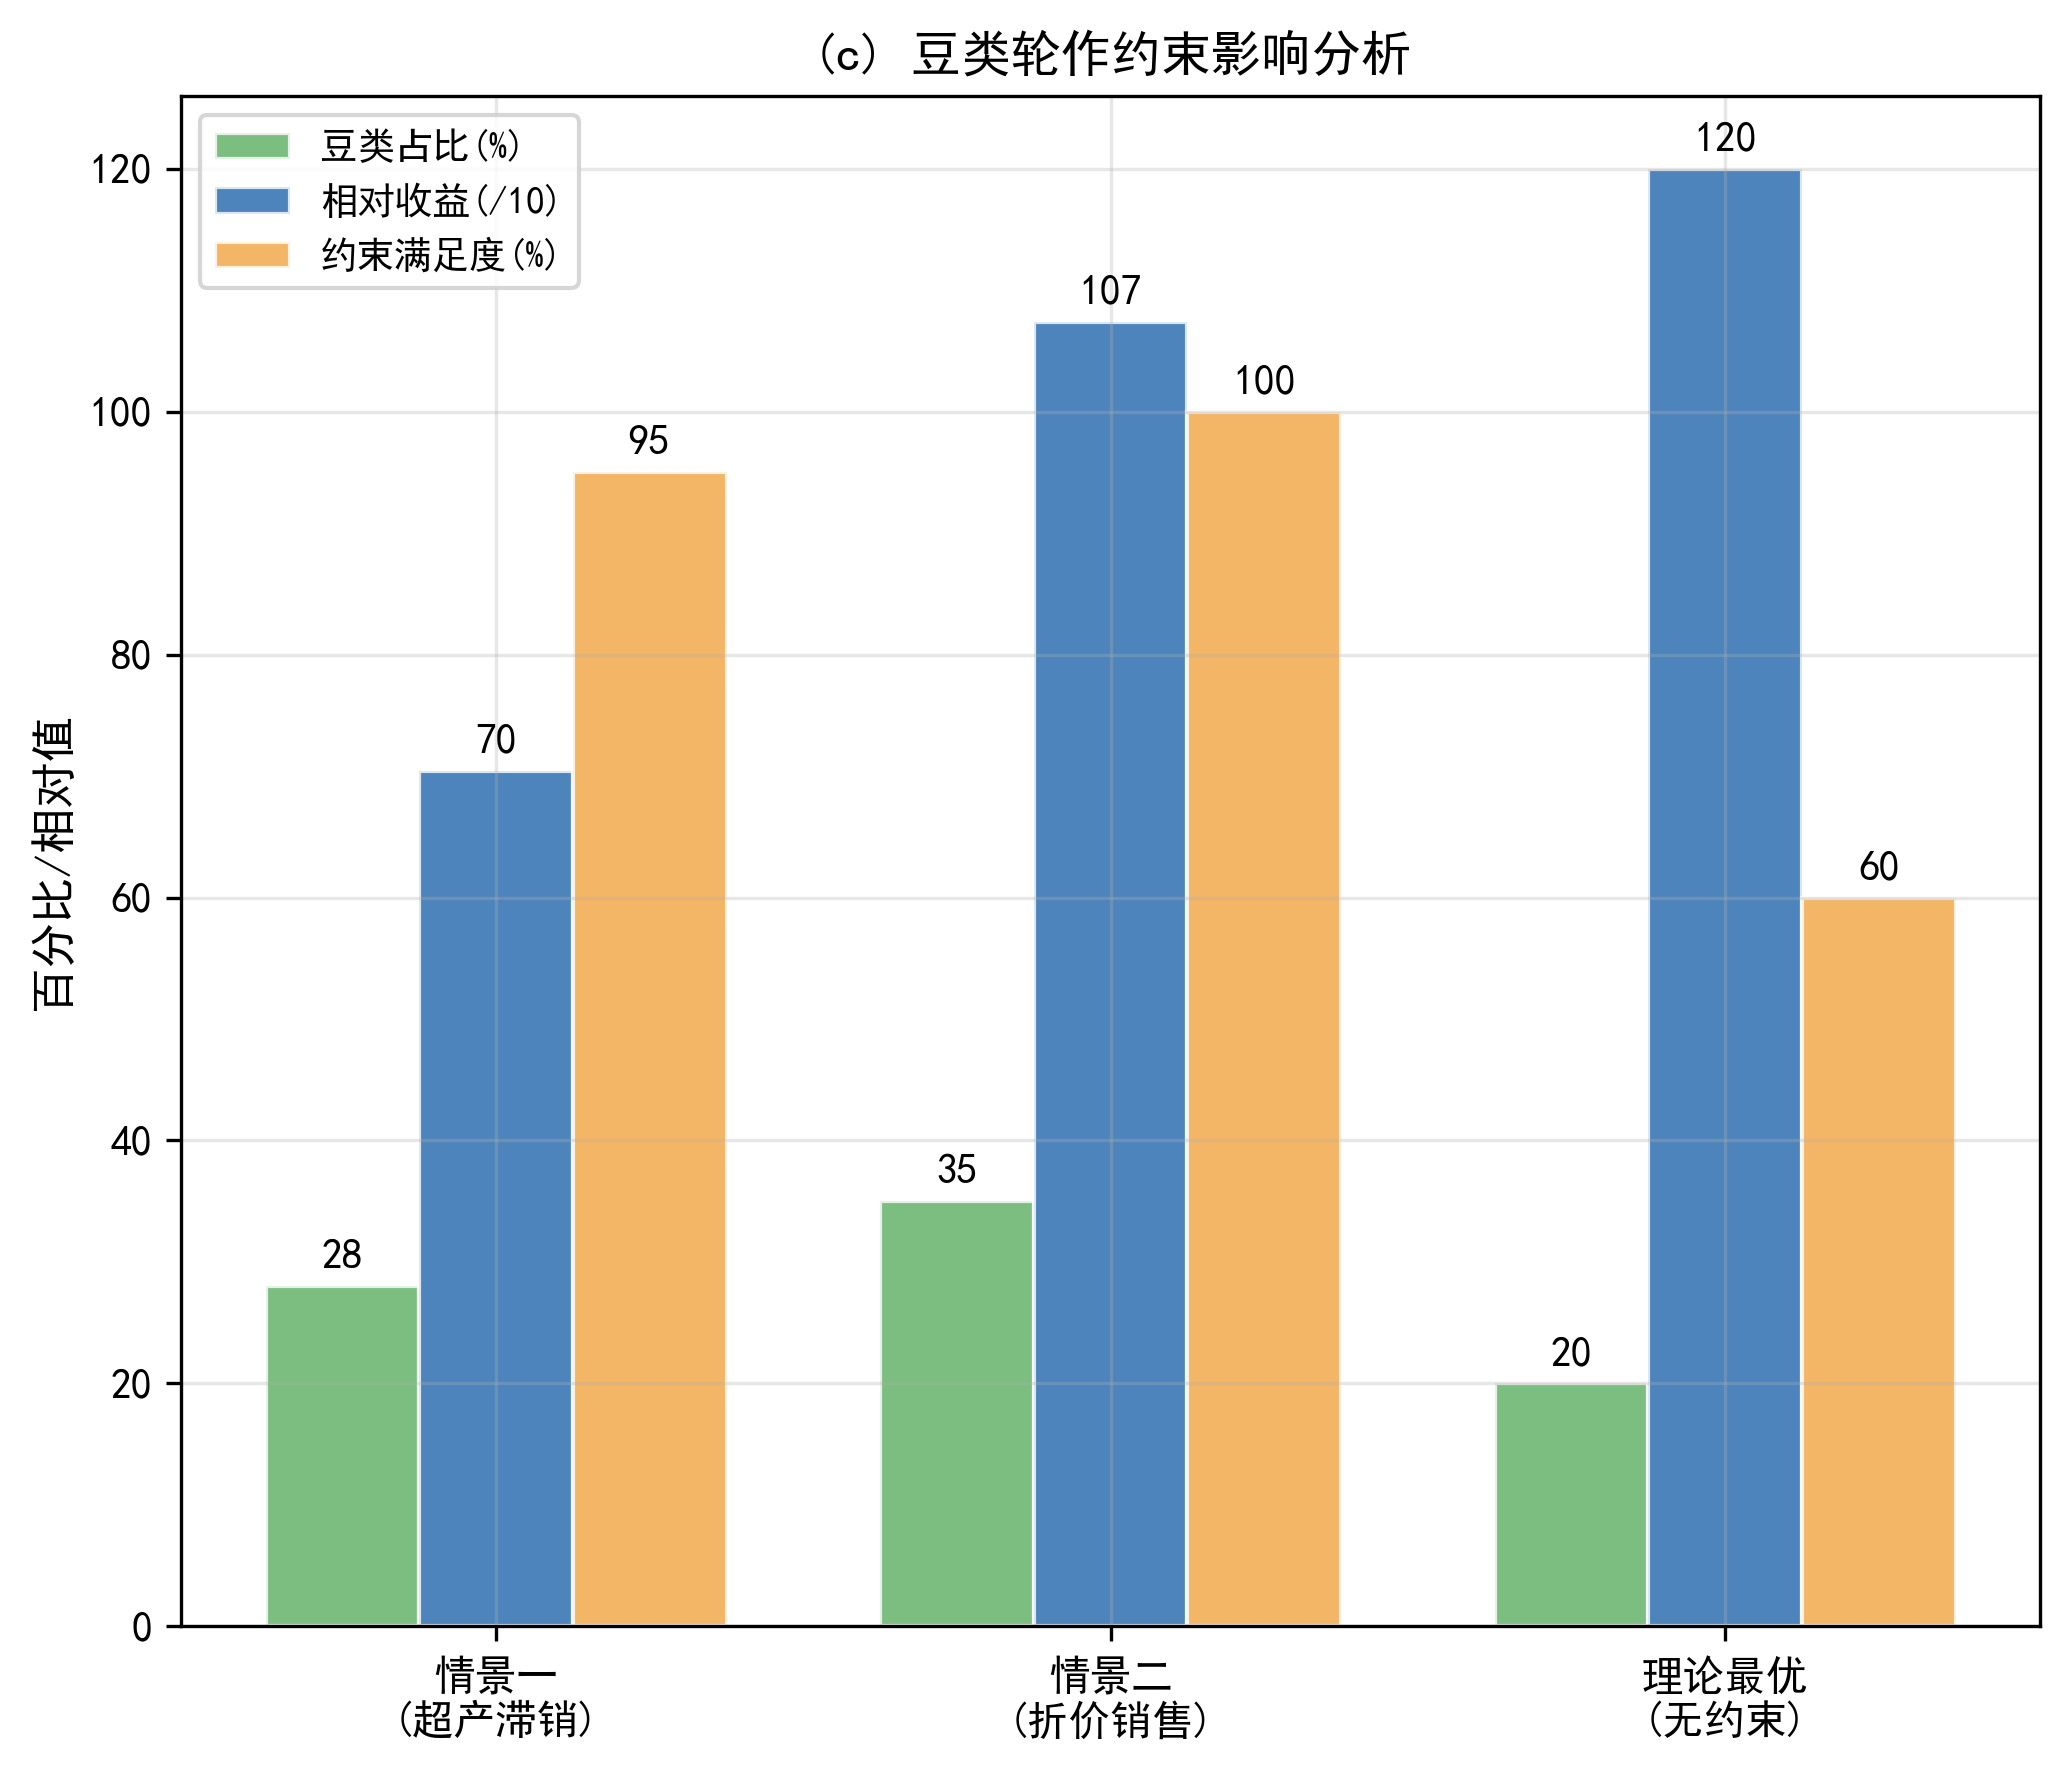 (c) 豆类轮作约束影响分析
豆类占比(%)
相对收益(/10)
约束满足度(%)
百分比/相对值
120
100
80
60
40
20
0
28
70
95
35
107
100
20
120
60
情景一
(超产滞销)
情景二
(折价销售)
理论最优
(无约束)